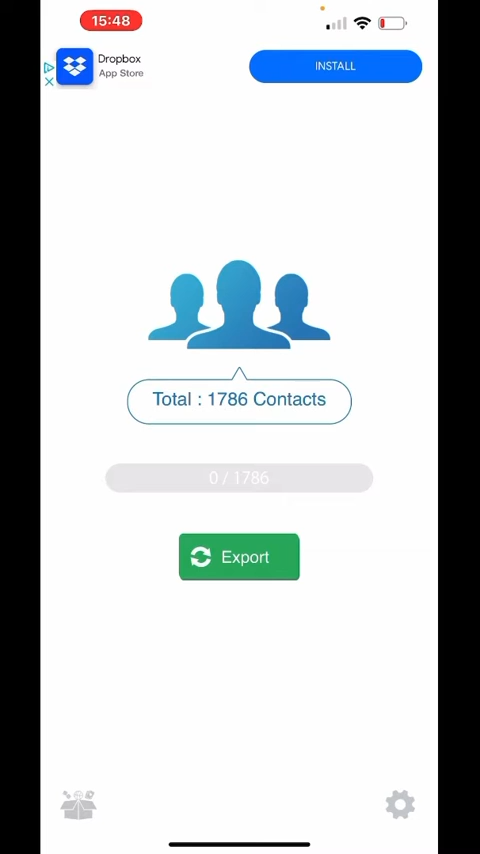 15:48
Dropbox
App Store
INSTALL
Total : 1786 Contacts
0 / 1786
Export